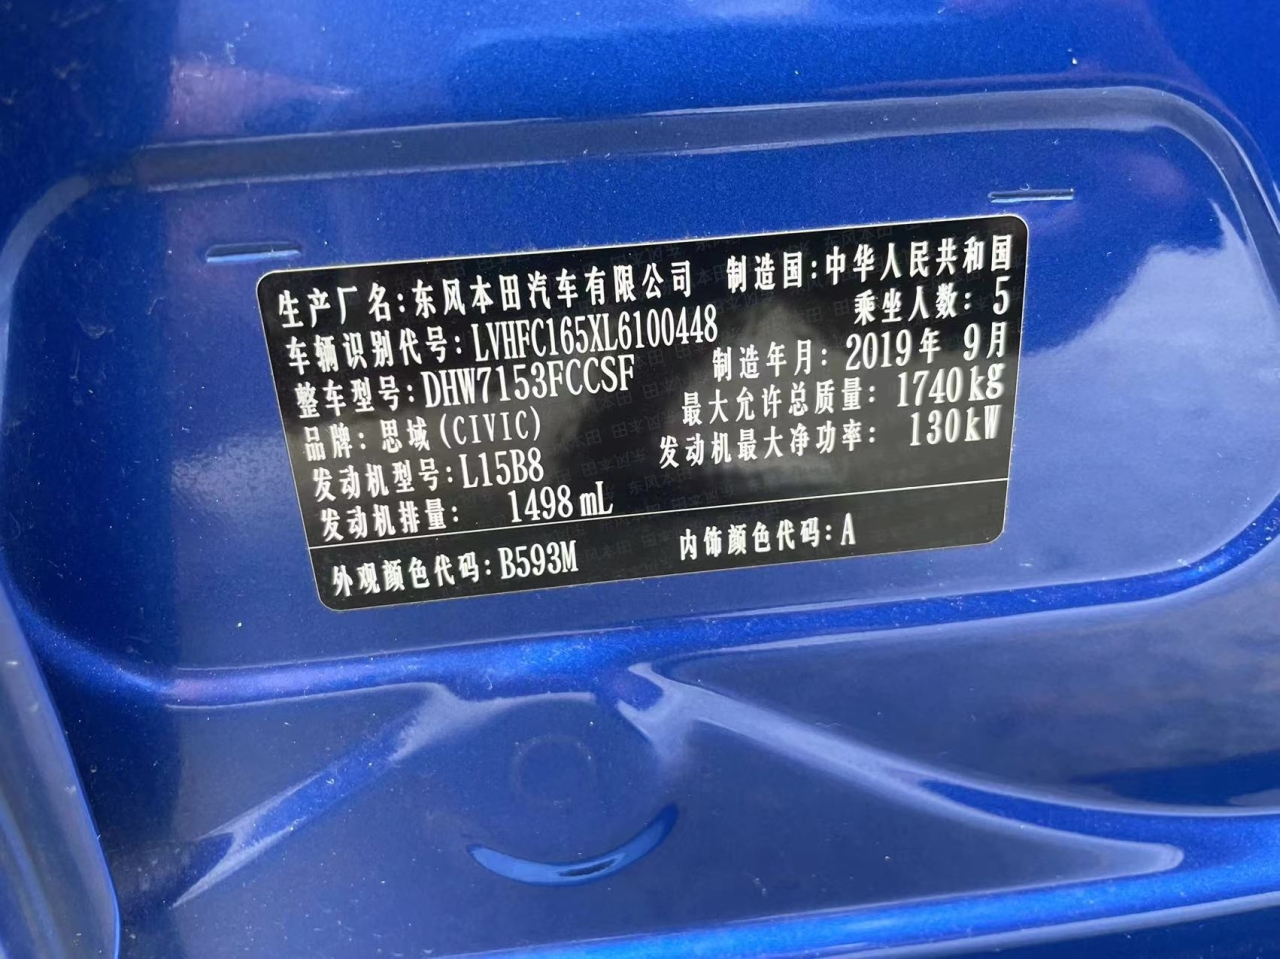 生产厂名:东风本田汽车有限公司 制造国:中华人民共和国
车辆识别代号:LVHFC165XL6100448 乘坐人数:5
整车型号:DHW7153FCCSF 制造年月:2019年 9月
品牌:思域(CIVIC) 最大允许总质量:1740kg
发动机型号:L15B8 发动机最大净功率:130kW
发动机排量: 1498mL
外观颜色代码:B593M 内饰颜色代码:A